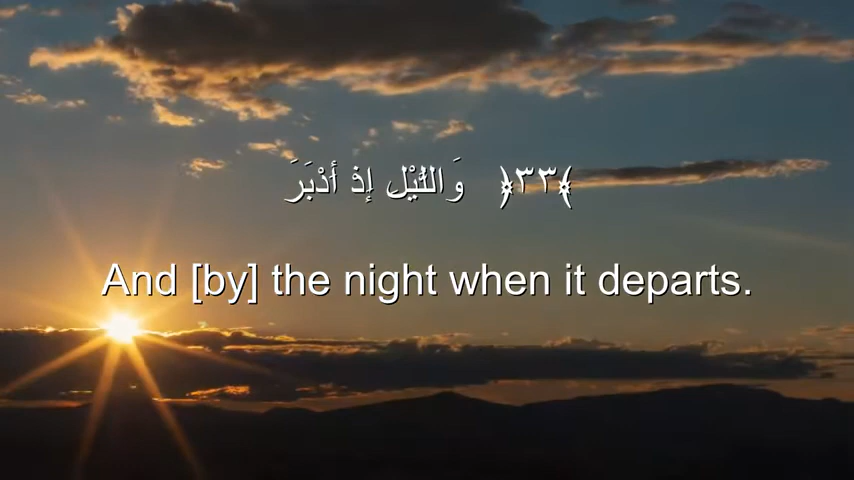 ﴿٣٣﴾ وَاللَّيْلِ إِذْ أَدْبَرَ
And [by] the night when it departs.